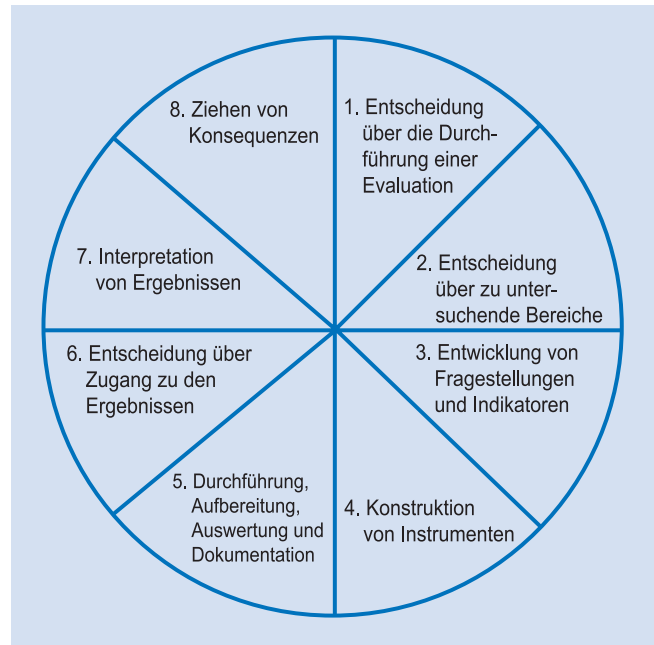 1. Entscheidung
über die Durch-
führung einer
Evaluation
2. Entscheidung
über zu unter-
suchende Bereiche
3. Entwicklung von
Fragestellungen
und Indikatoren
4. Konstruktion
von Instrumenten
5. Durchführung,
Aufbereitung,
Auswertung und
Dokumentation
6. Entscheidung über
Zugang zu den
Ergebnissen
7. Interpretation
von Ergebnissen
8. Ziehen von
Konsequenzen